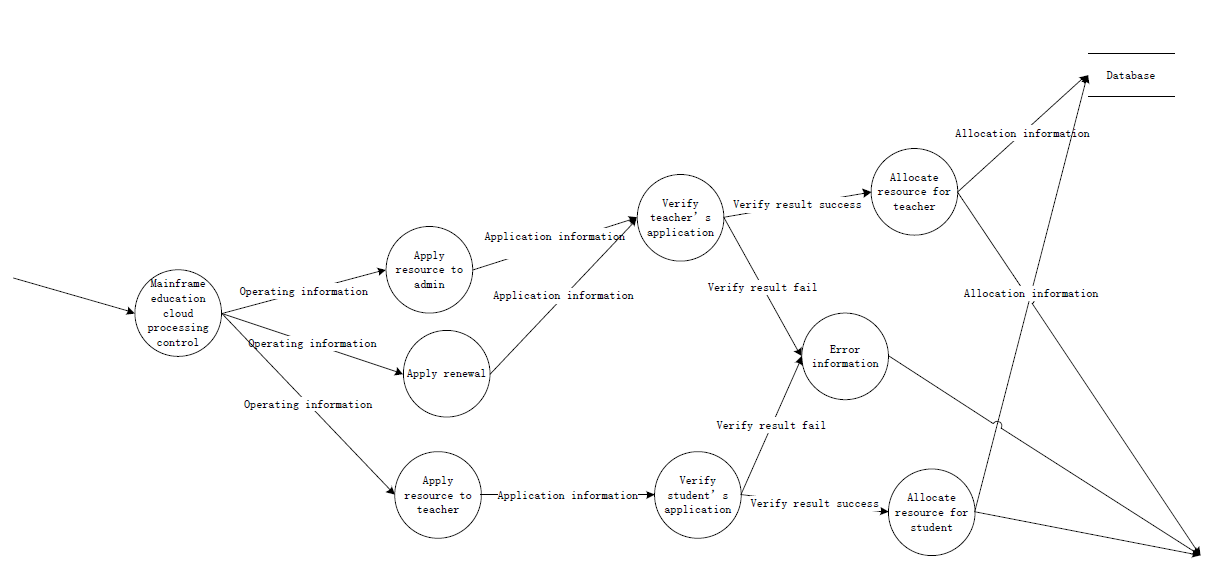 Database
Allocation information
Allocate
resource for
teacher
Verify
teacher's
application
Verify result success
Application information
Apply
resource to
admin
Mainframe
education
cloud
processing
control
Operating information
Verify result fail
Allocation information
Application information
Operating information
Apply renewal
Error
information
Operating information
Verify result fail
Apply
resource to
teacher
Application information
Verify
student's
application
Verify result success
Allocate
resource for
student